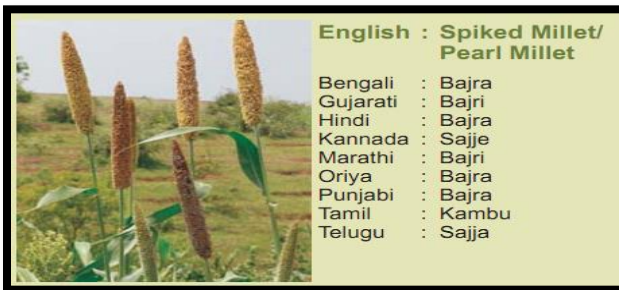 English : Spiked Millet/
Pearl Millet
Bengali : Bajra
Gujarati : Bajri
Hindi : Bajra
Kannada : Sajje
Marathi : Bajri
Oriya : Bajra
Punjabi : Bajra
Tamil : Kambu
Telugu : Sajja